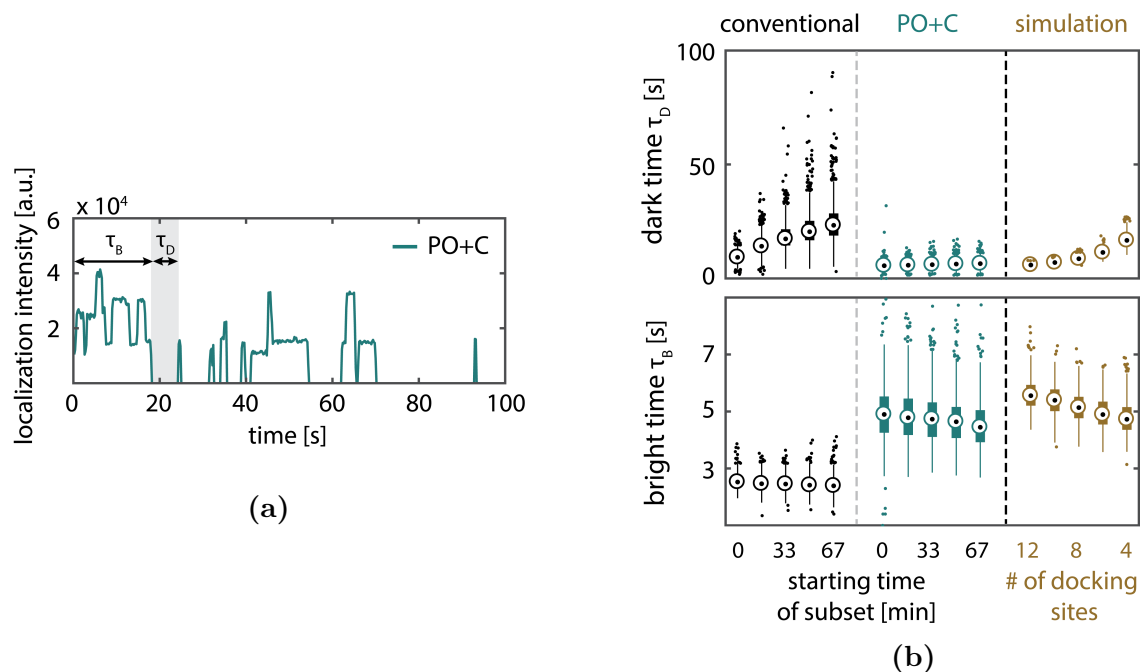 localization intensity [a.u.]
x 10⁴
6
4
2
τB
τD
PO+C
0
20
40
60
80
100
time [s]
(a)
conventional
PO+C
simulation
dark time τD [s]
100
50
0
bright time τB [s]
7
5
3
0
33
67
0
33
67
12
8
4
starting time
of subset [min]
# of docking
sites
(b)